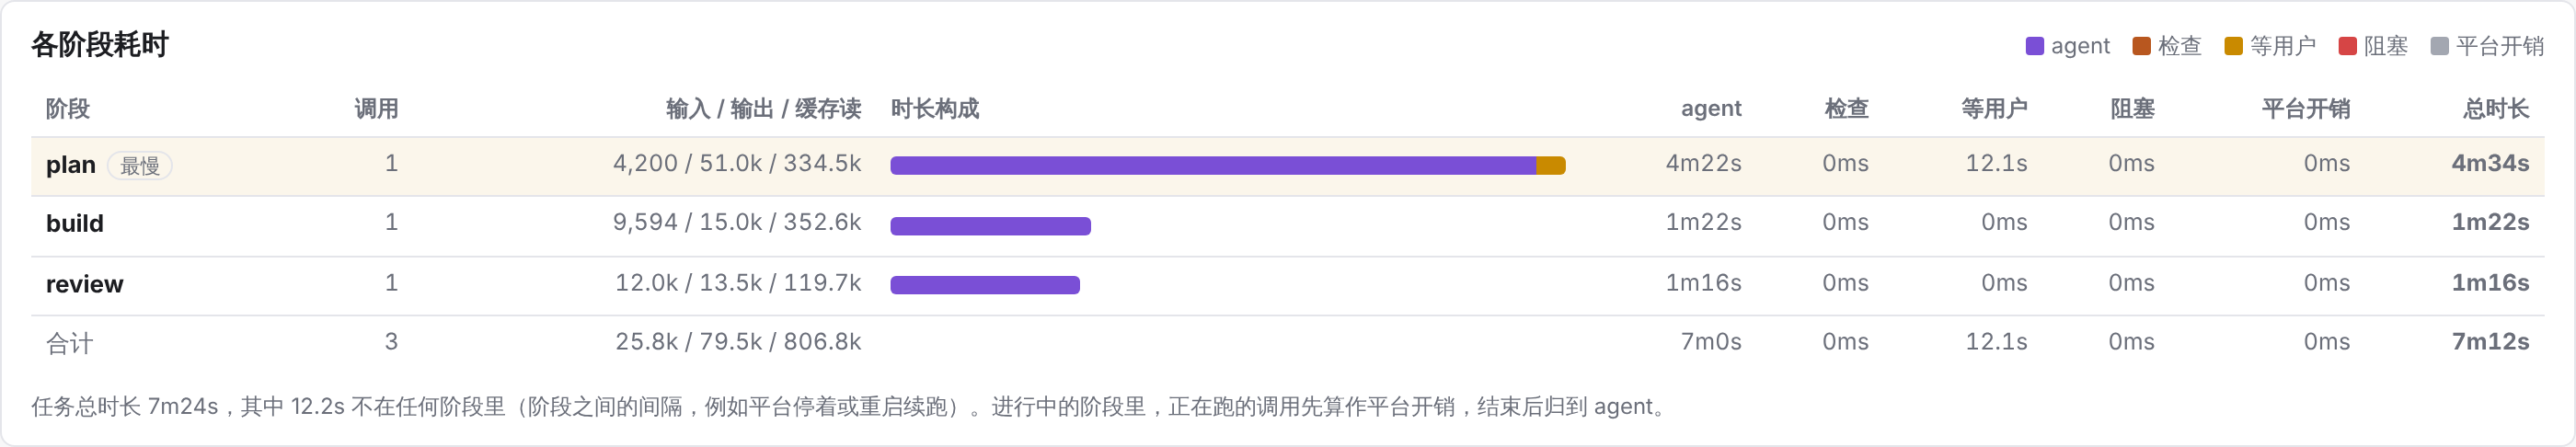 各阶段耗时
agent 检查 等用户 阻塞 平台开销
阶段 调用 输入 / 输出 / 缓存读 时长构成 agent 检查 等用户 阻塞 平台开销 总时长
plan 最慢 1 4,200 / 51.0k / 334.5k 4m22s 0ms 12.1s 0ms 0ms 4m34s
build 1 9,594 / 15.0k / 352.6k 1m22s 0ms 0ms 0ms 0ms 1m22s
review 1 12.0k / 13.5k / 119.7k 1m16s 0ms 0ms 0ms 0ms 1m16s
合计 3 25.8k / 79.5k / 806.8k 7m0s 0ms 12.1s 0ms 0ms 7m12s
任务总时长 7m24s，其中 12.2s 不在任何阶段里（阶段之间的间隔，例如平台停着或重启续跑）。进行中的阶段里，正在跑的调用先算作平台开销，结束后归到 agent。